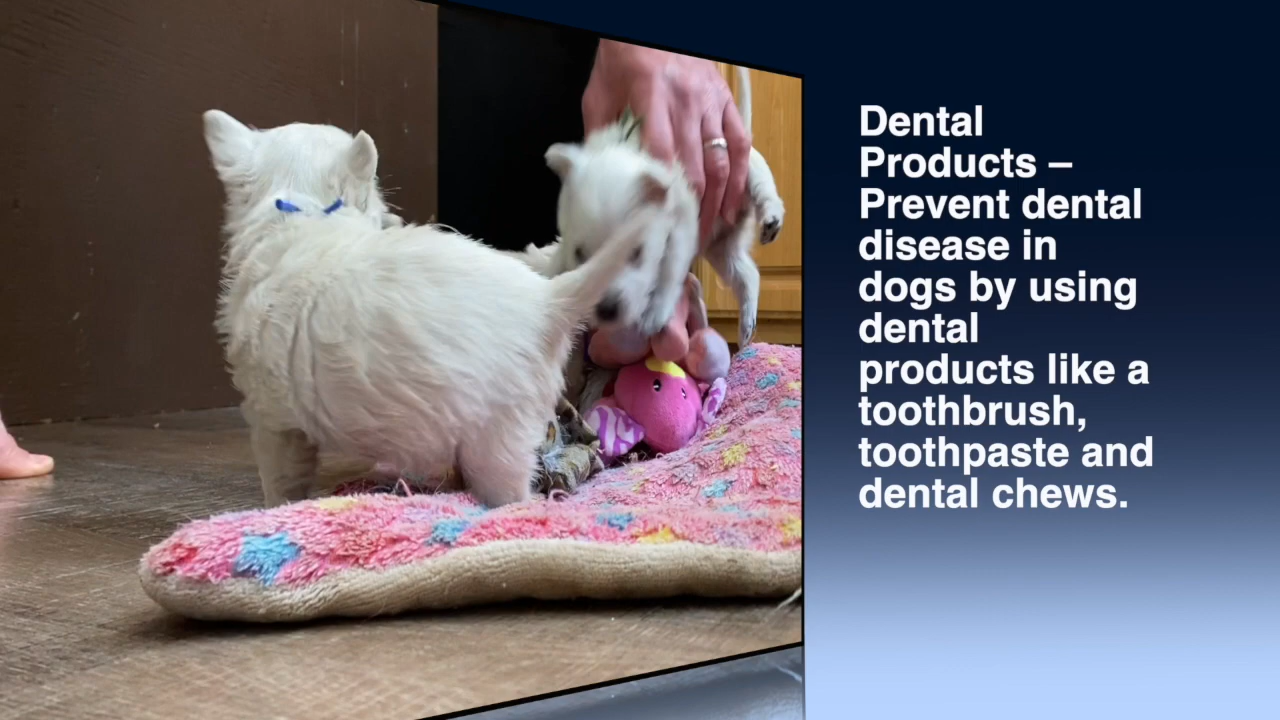 Dental
Products –
Prevent dental
disease in
dogs by using
dental
products like a
toothbrush,
toothpaste and
dental chews.